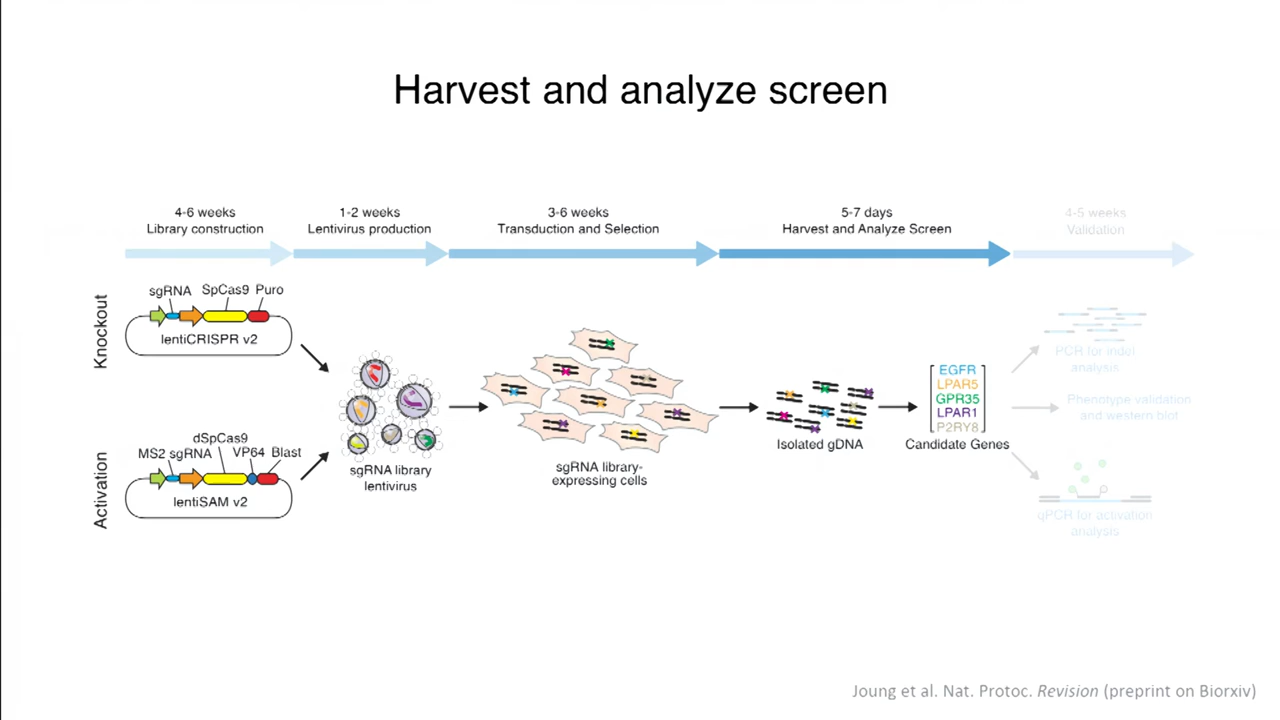 Harvest and analyze screen
4-6 weeks
Library construction
1-2 weeks
Lentivirus production
3-6 weeks
Transduction and Selection
5-7 days
Harvest and Analyze Screen
4-5 weeks
Validation
Knockout
sgRNA
SpCas9
Puro
lentiCRISPR v2
Activation
dSpCas9
MS2 sgRNA
VP64
Blast
lentiSAM v2
sgRNA library
lentivirus
sgRNA library-
expressing cells
Isolated gDNA
EGFR
LPAR5
GPR35
LPAR1
P2RY8
Candidate Genes
PCR for indel
analysis
Phenotype validation
and western blot
qPCR for activation
analysis
Joung et al. Nat. Protoc. Revision (preprint on Biorxiv)